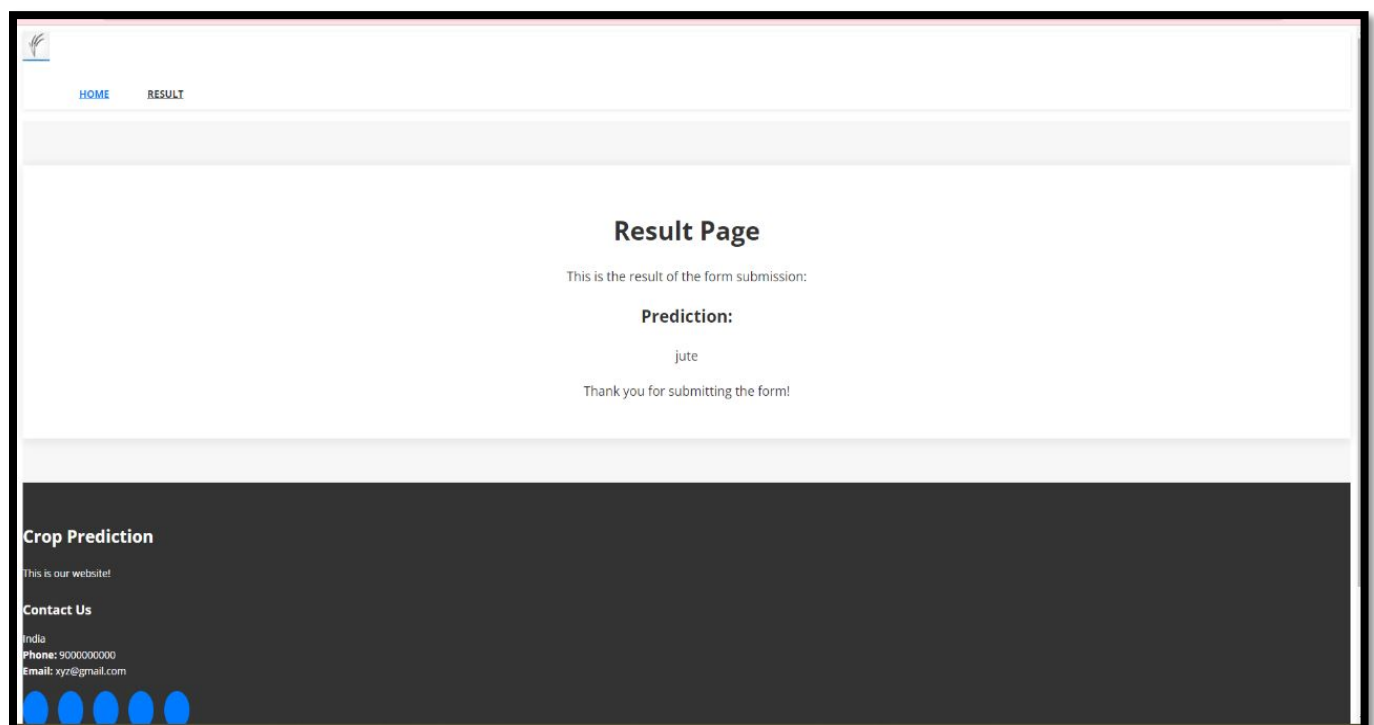 HOME RESULT
Result Page
This is the result of the form submission:
Prediction:
jute
Thank you for submitting the form!
Crop Prediction
This is our website!
Contact Us
India
Phone: 9000000000
Email: xyz@gmail.com